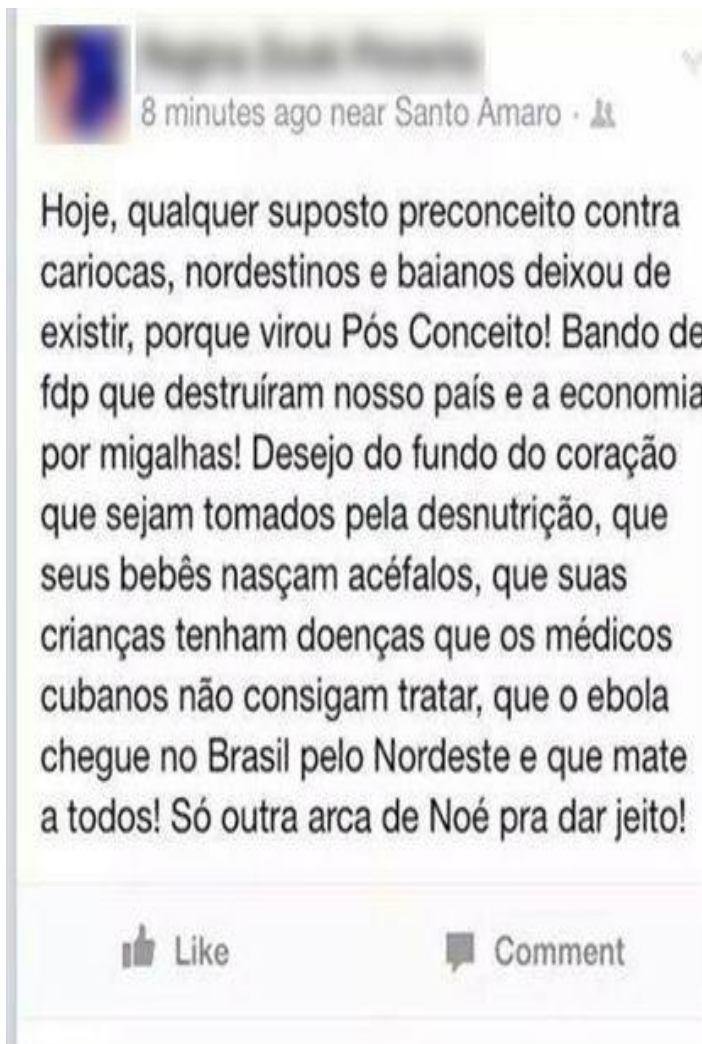 8 minutes ago near Santo Amaro ·
Hoje, qualquer suposto preconceito contra
cariocas, nordestinos e baianos deixou de
existir, porque virou Pós Conceito! Bando de
fdp que destruíram nosso país e a economia
por migalhas! Desejo do fundo do coração
que sejam tomados pela desnutrição, que
seus bebês nasçam acéfalos, que suas
crianças tenham doenças que os médicos
cubanos não consigam tratar, que o ebola
chegue no Brasil pelo Nordeste e que mate
a todos! Só outra arca de Noé pra dar jeito!
Like Comment